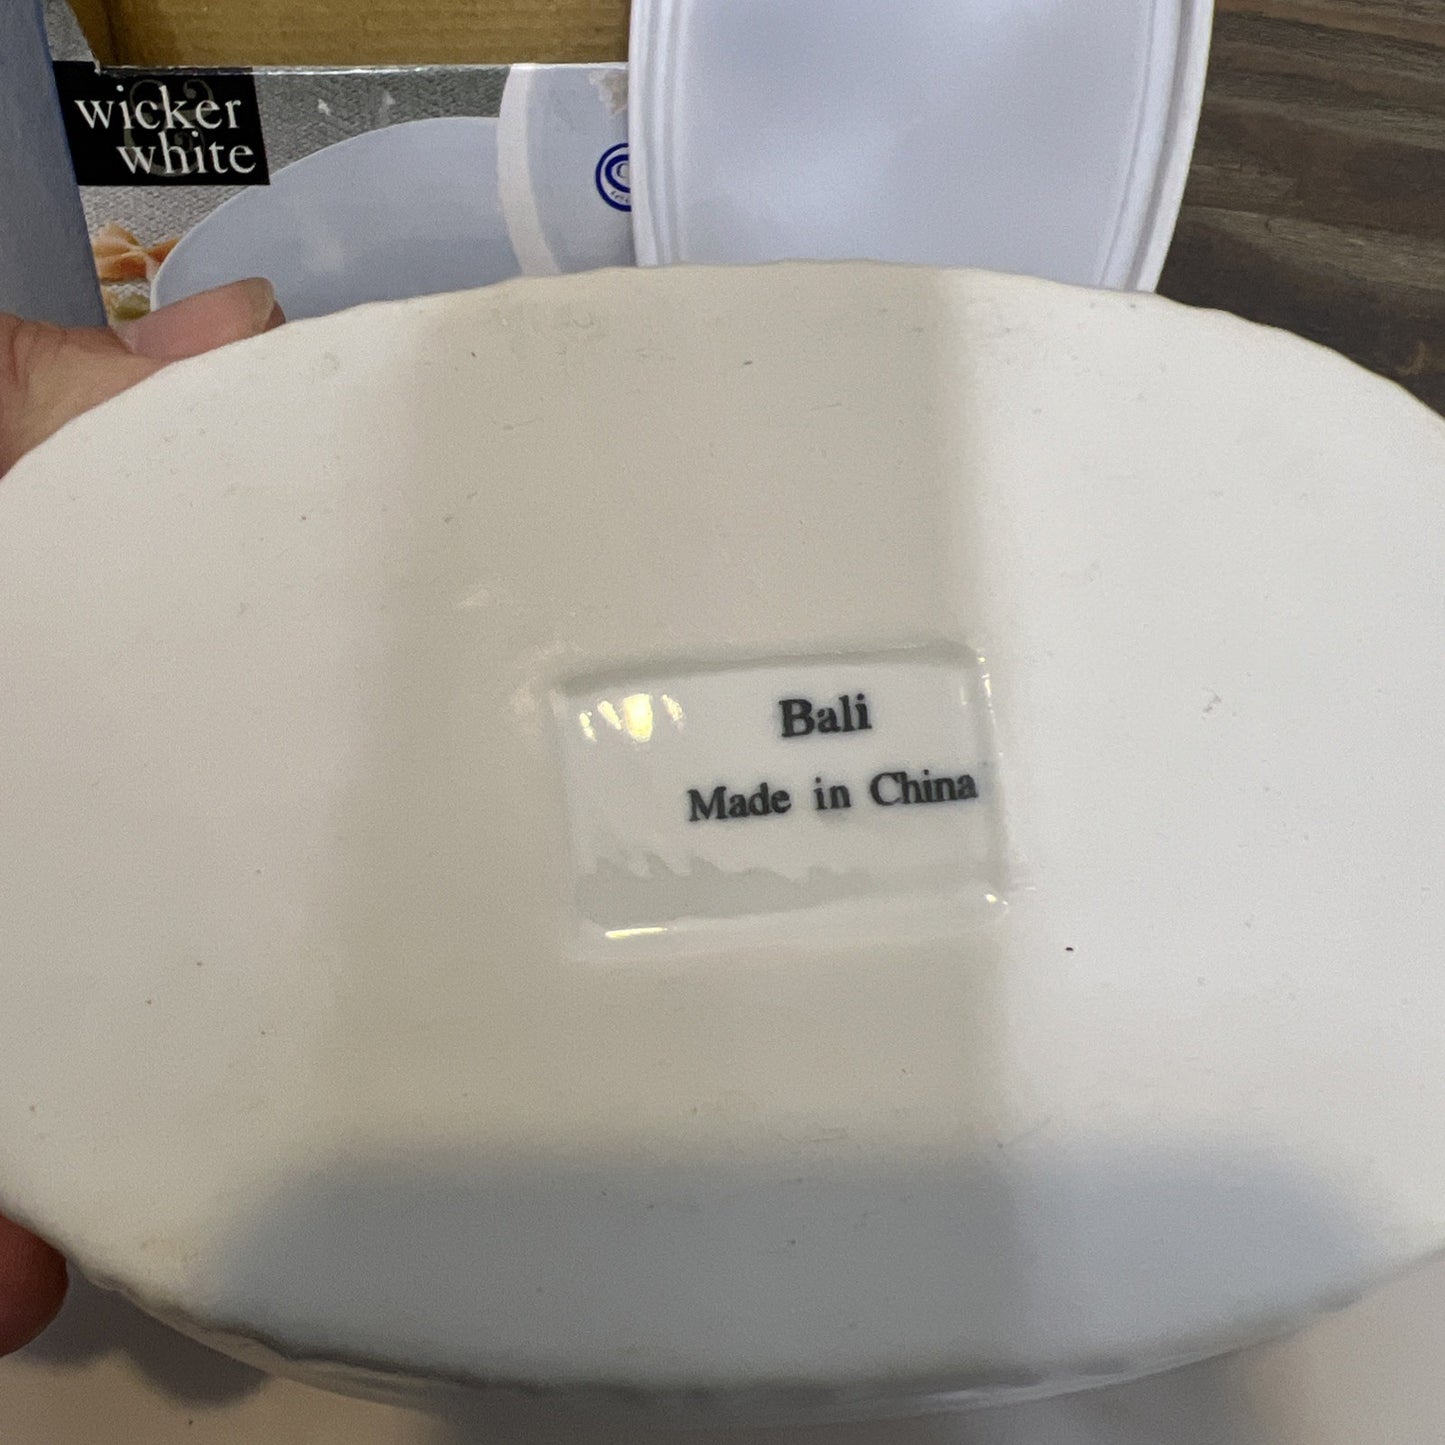 wicker
white
Bali
Made in China